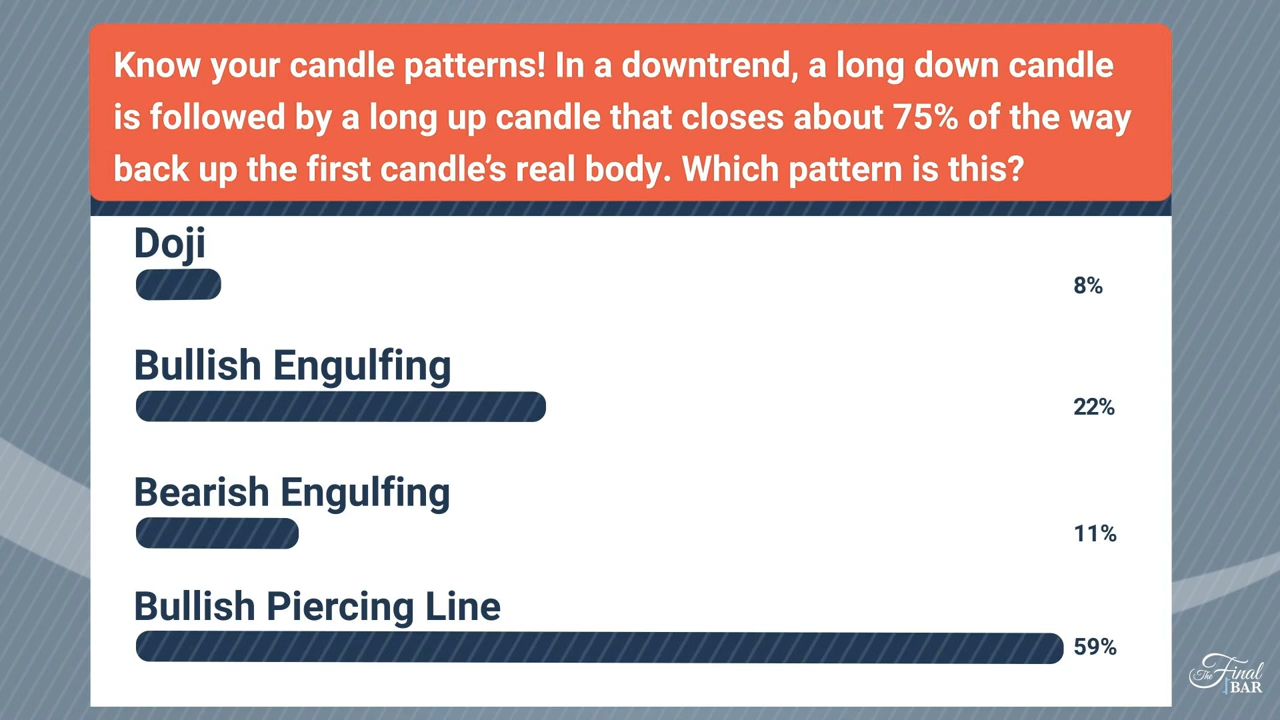 Know your candle patterns! In a downtrend, a long down candle
is followed by a long up candle that closes about 75% of the way
back up the first candle’s real body. Which pattern is this?
Doji
8%
Bullish Engulfing
22%
Bearish Engulfing
11%
Bullish Piercing Line
59%
The Final
BAR